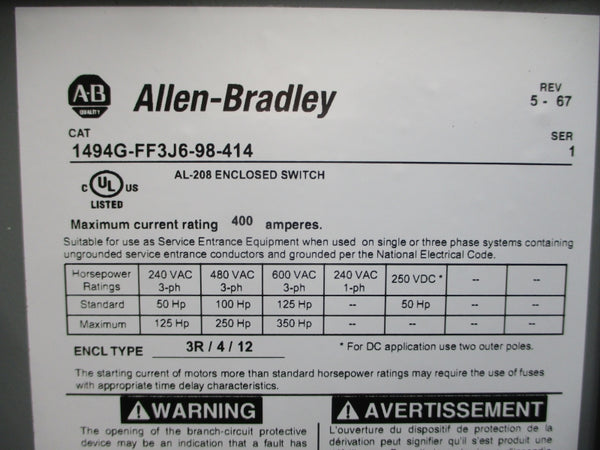 A-B
QUALITY
Allen-Bradley
REV
5 - 67
CAT
1494G-FF3J6-98-414
SER
1
C UL US
LISTED
AL-208 ENCLOSED SWITCH
Maximum current rating 400 amperes.
Suitable for use as Service Entrance Equipment when used on single or three phase systems containing
ungrounded service entrance conductors and grounded per the National Electrical Code.
Horsepower Ratings 240 VAC 3-ph 480 VAC 3-ph 600 VAC 3-ph 240 VAC 1-ph 250 VDC * -- --
Standard 50 Hp 100 Hp 125 Hp -- 50 Hp -- --
Maximum 125 Hp 250 Hp 350 Hp -- -- -- --
ENCL TYPE 3R / 4 / 12 * For DC application use two outer poles.
The starting current of motors more than standard horsepower ratings may require the use of fuses
with appropriate time delay characteristics.
WARNING
The opening of the branch-circuit protective
device may be an indication that a fault has
AVERTISSEMENT
L'ouverture du dispositif de protection de la
dérivation peut signifier qu'il s'est produit une